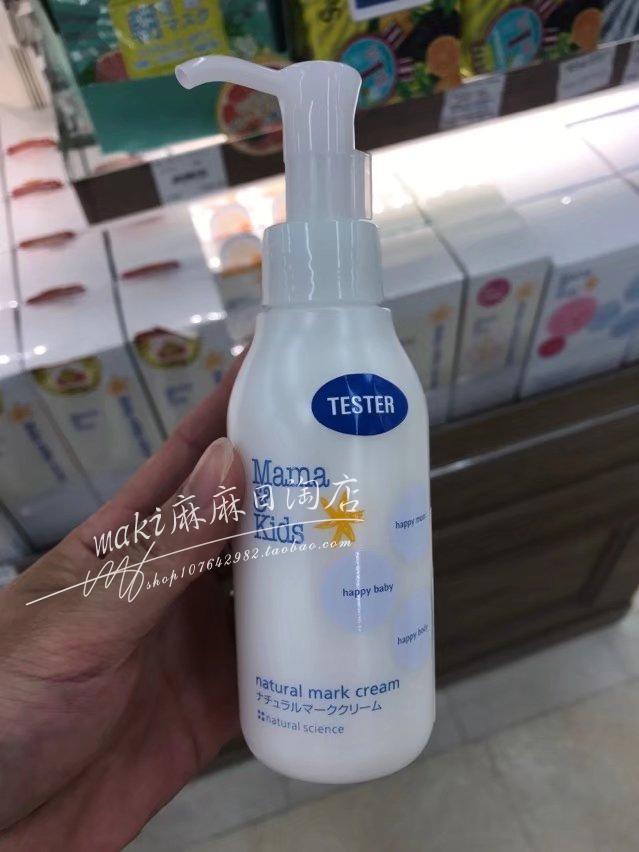 TESTER
Mama
&
Kids
maki麻麻日淘店
shop107642982.taobao.com
happy mom
happy baby
happy body
natural mark cream
ナチュラルマーククリーム
natural science